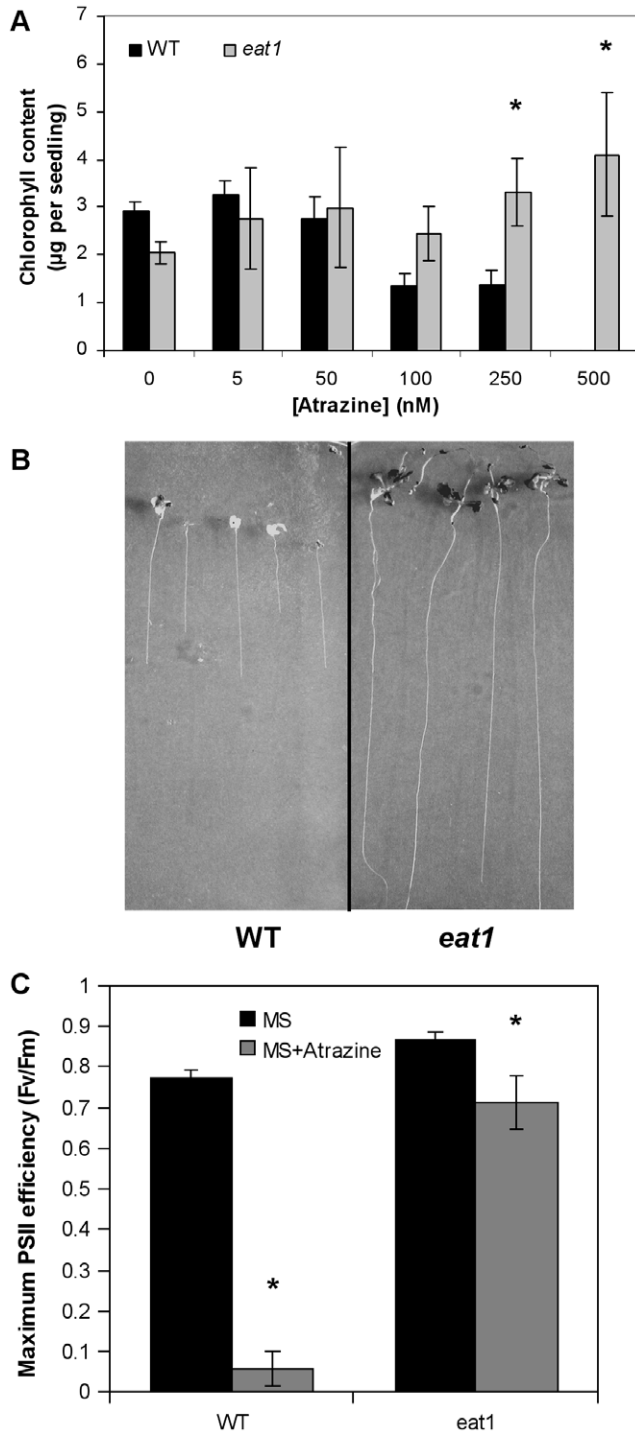 A
7
6
5
4
3
2
1
0
Chlorophyll content
(µg per seedling)
WT eat1
*
*
0 5 50 100 250 500
[Atrazine] (nM)
B
WT eat1
C
1
0.9
0.8
0.7
0.6
0.5
0.4
0.3
0.2
0.1
0
Maximum PSII efficiency (Fv/Fm)
MS
MS+Atrazine
*
*
WT eat1